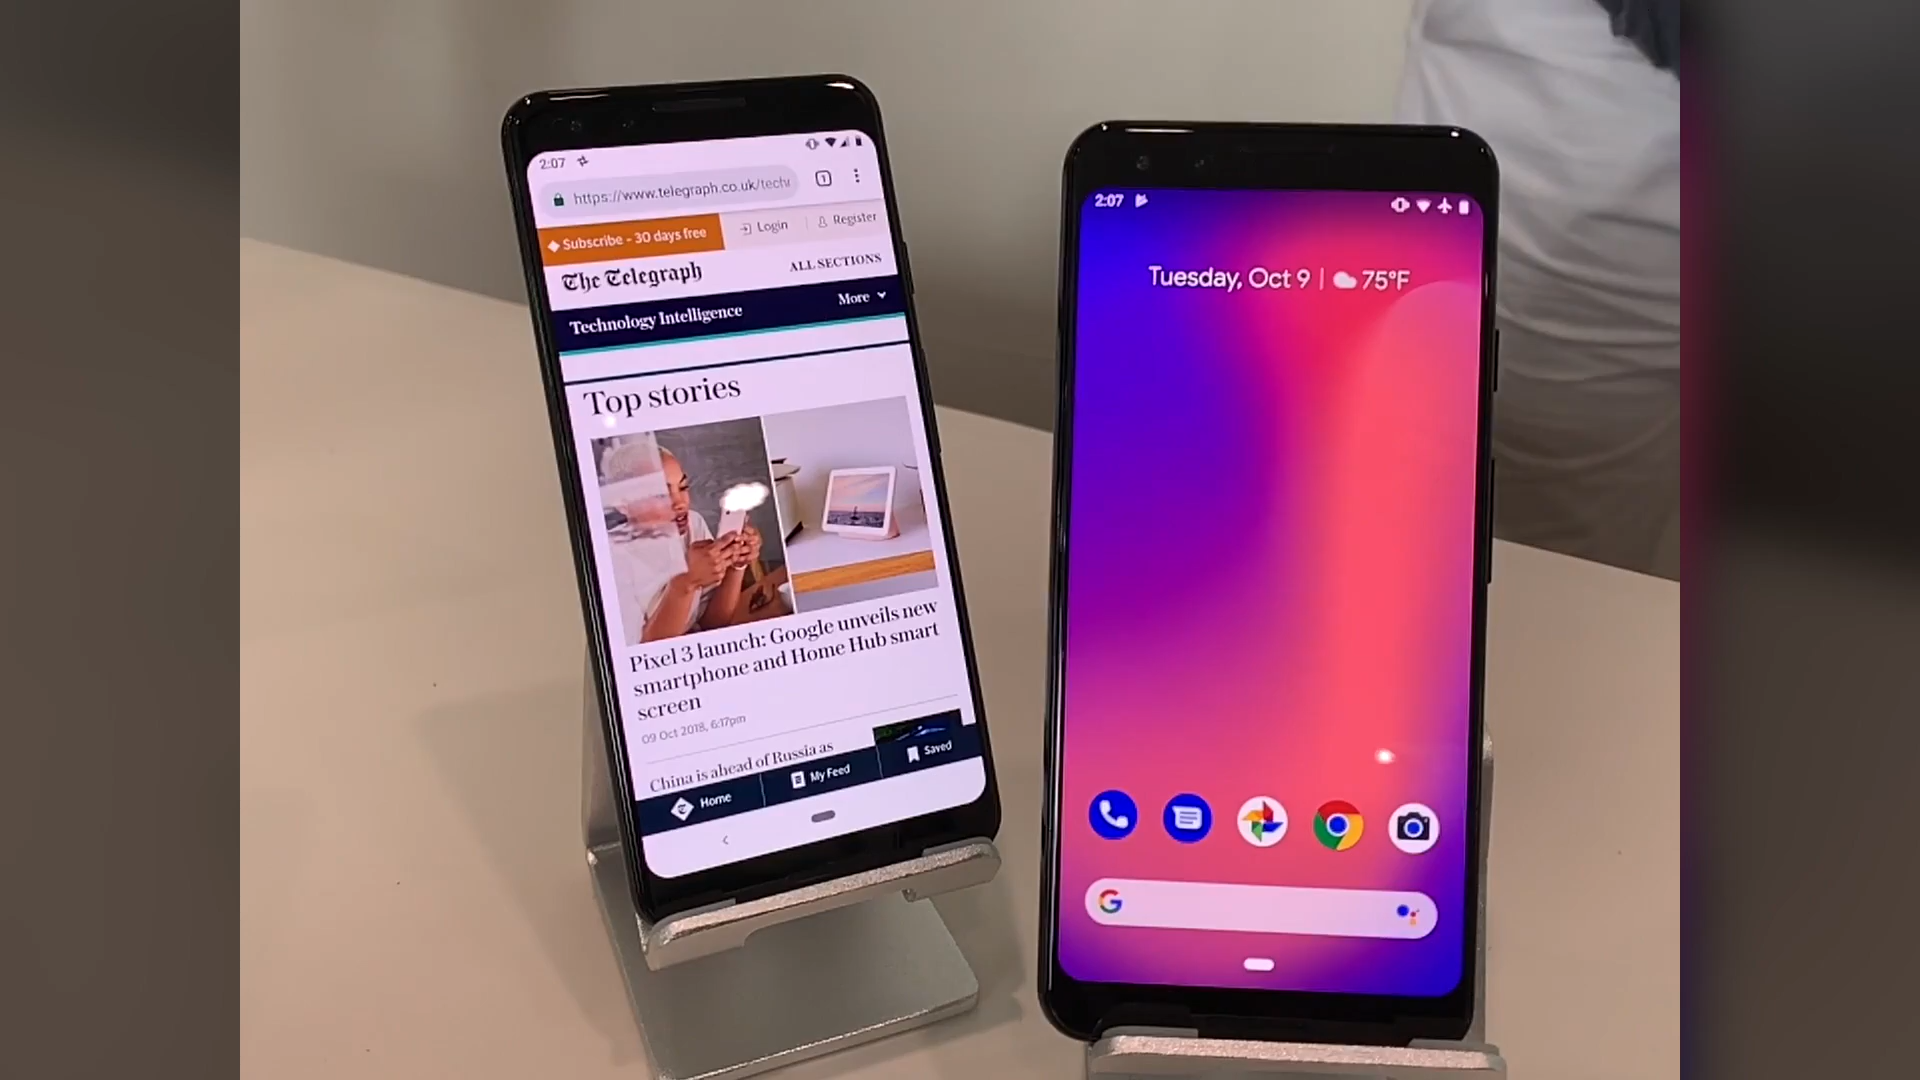 2:07
1
https://www.telegraph.co.uk/techn
Subscribe - 30 days free
Login
Register
The Telegraph
ALL SECTIONS
Technology Intelligence
More
Top stories
Pixel 3 launch: Google unveils new
smartphone and Home Hub smart
screen
09 Oct 2018, 6:17pm
China is ahead of Russia as
Home
My Feed
Saved
2:07
Tuesday, Oct 9 | 75°F
G